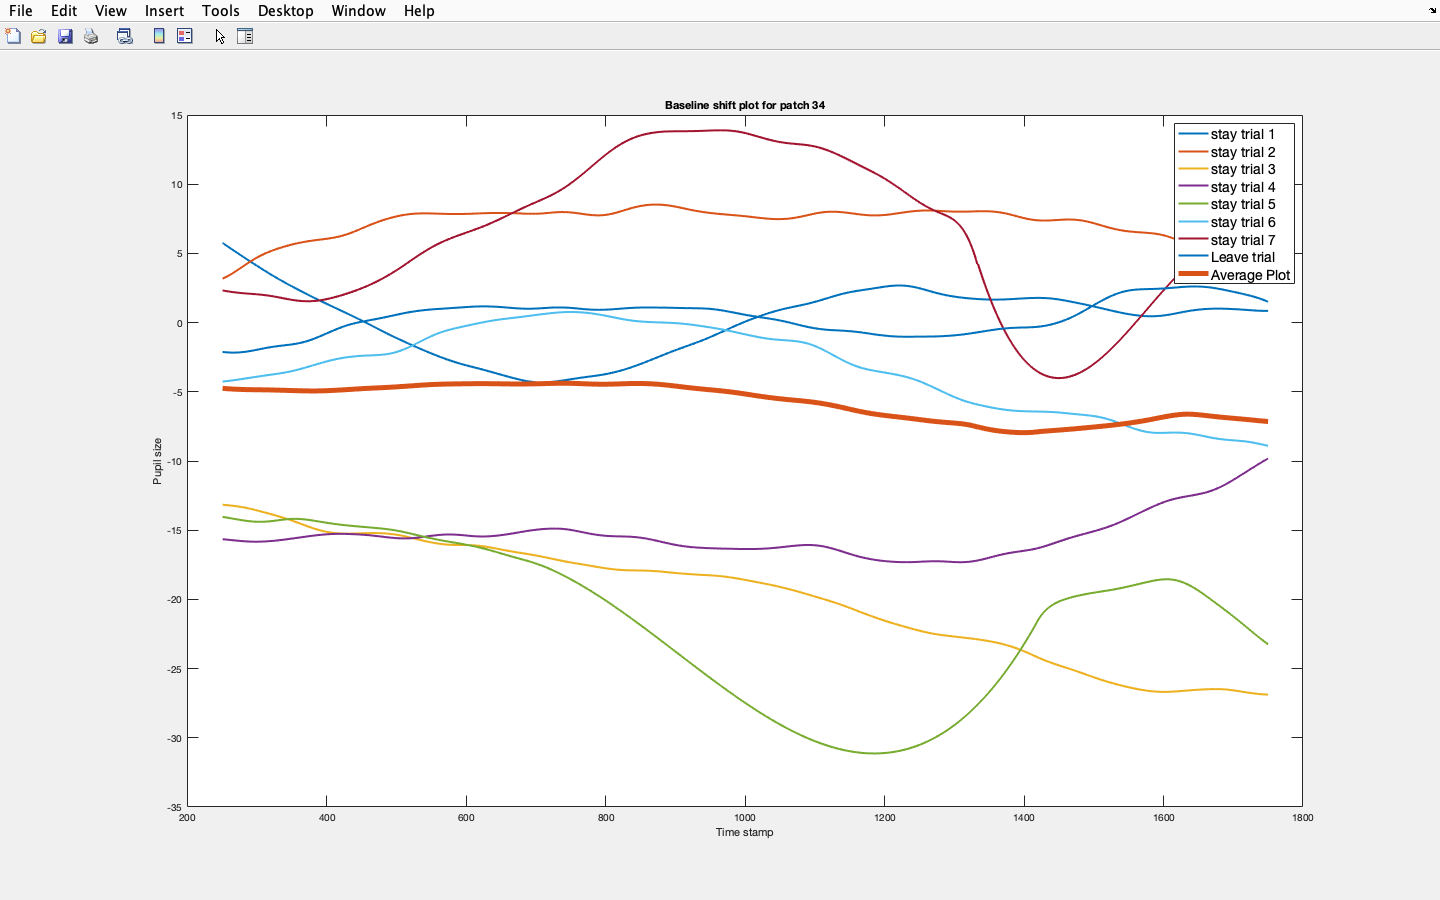 File Edit View Insert Tools Desktop Window Help
Baseline shift plot for patch 34
15
10
5
0
-5
-10
-15
-20
-25
-30
-35
Pupil size
stay trial 1
stay trial 2
stay trial 3
stay trial 4
stay trial 5
stay trial 6
stay trial 7
Leave trial
Average Plot
200 400 600 800 1000 1200 1400 1600 1800
Time stamp